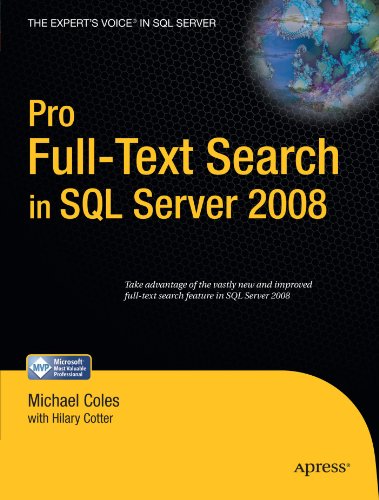 THE EXPERT'S VOICE® IN SQL SERVER
Pro
Full-Text Search
in SQL Server 2008
Take advantage of the vastly new and improved
full-text search feature in SQL Server 2008
MVP
Microsoft
Most Valuable
Professional
Michael Coles
with Hilary Cotter
Apress®